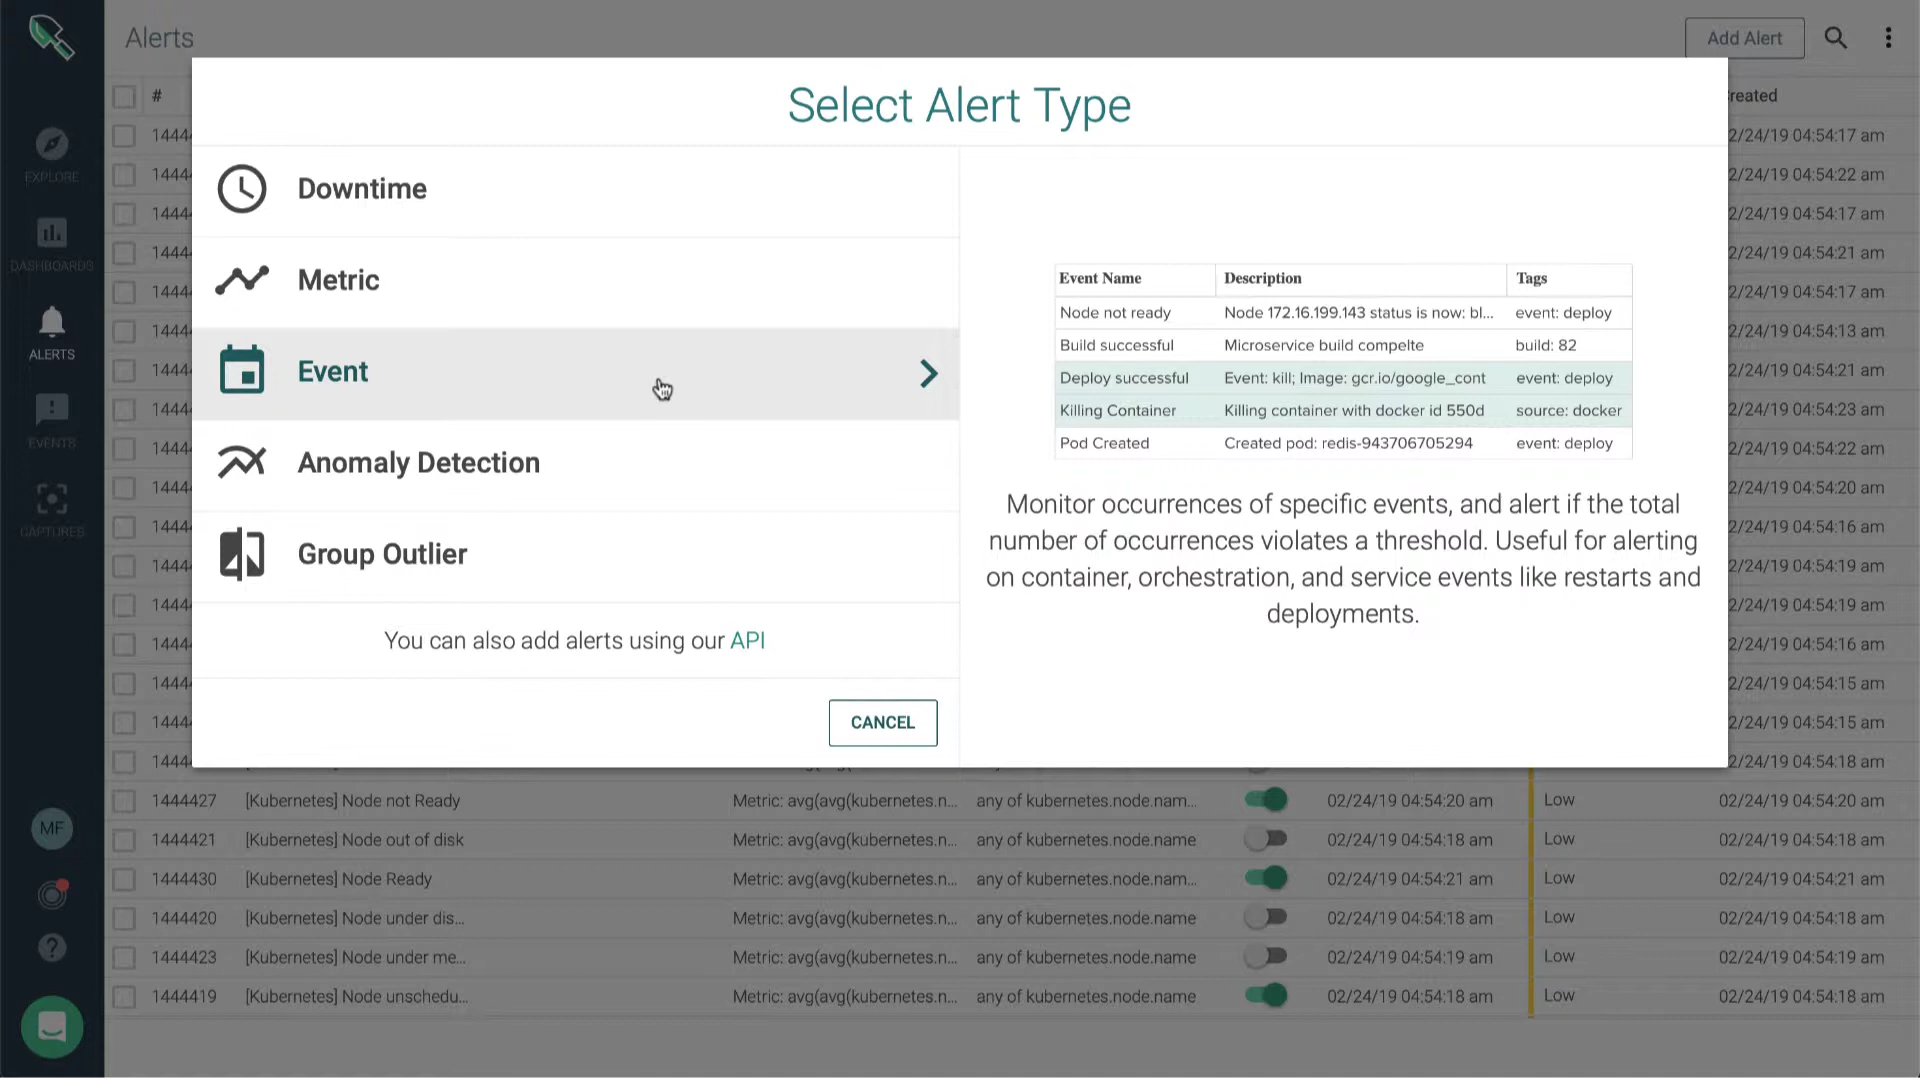 Alerts
Add Alert
#
reated
Select Alert Type
EXPLORE
DASHBOARDS
ALERTS
EVENTS
CAPTURES
MF
Downtime
Metric
Event
Anomaly Detection
Group Outlier
You can also add alerts using our API
CANCEL
Event Name Description Tags
Node not ready Node 172.16.199.143 status is now: bl... event: deploy
Build successful Microservice build compelte build: 82
Deploy successful Event: kill; Image: gcr.io/google_cont event: deploy
Killing Container Killing container with docker id 550d source: docker
Pod Created Created pod: redis-943706705294 event: deploy
Monitor occurrences of specific events, and alert if the total
number of occurrences violates a threshold. Useful for alerting
on container, orchestration, and service events like restarts and
deployments.
1444 2/24/19 04:54:17 am
1444 2/24/19 04:54:22 am
1444 2/24/19 04:54:17 am
1444 2/24/19 04:54:21 am
1444 2/24/19 04:54:17 am
1444 2/24/19 04:54:13 am
1444 2/24/19 04:54:21 am
1444 2/24/19 04:54:23 am
1444 2/24/19 04:54:22 am
1444 2/24/19 04:54:20 am
1444 2/24/19 04:54:16 am
1444 2/24/19 04:54:19 am
1444 2/24/19 04:54:19 am
1444 2/24/19 04:54:16 am
1444 2/24/19 04:54:15 am
1444 2/24/19 04:54:15 am
1444 2/24/19 04:54:18 am
1444427 [Kubernetes] Node not Ready Metric: avg(avg(kubernetes.n... any of kubernetes.node.nam... 02/24/19 04:54:20 am Low 02/24/19 04:54:20 am
1444421 [Kubernetes] Node out of disk Metric: avg(avg(kubernetes.n... any of kubernetes.node.name 02/24/19 04:54:18 am Low 02/24/19 04:54:18 am
1444430 [Kubernetes] Node Ready Metric: avg(avg(kubernetes.n... any of kubernetes.node.nam... 02/24/19 04:54:21 am Low 02/24/19 04:54:21 am
1444420 [Kubernetes] Node under dis... Metric: avg(avg(kubernetes.n... any of kubernetes.node.name 02/24/19 04:54:18 am Low 02/24/19 04:54:18 am
1444423 [Kubernetes] Node under me... Metric: avg(avg(kubernetes.n... any of kubernetes.node.name 02/24/19 04:54:19 am Low 02/24/19 04:54:19 am
1444419 [Kubernetes] Node unschedu... Metric: avg(avg(kubernetes.n... any of kubernetes.node.name 02/24/19 04:54:18 am Low 02/24/19 04:54:18 am